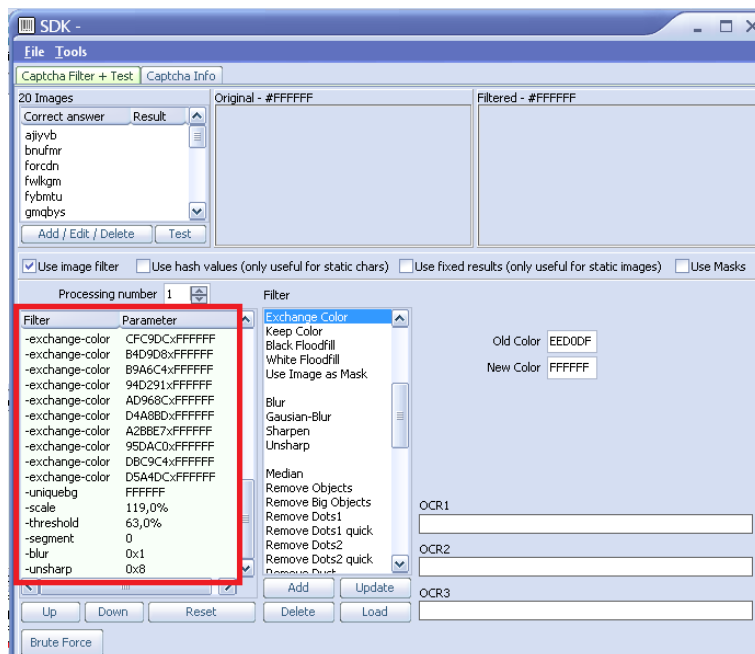 SDK -
File Tools
Captcha Filter + Test Captcha Info
20 Images
Correct answer Result
ajiyvb
bnufmr
forcdn
fwlkgm
fybmtu
gmqbys
Add / Edit / Delete Test
Original - #FFFFFF
Filtered - #FFFFFF
Use image filter Use hash values (only useful for static chars) Use fixed results (only useful for static images) Use Masks
Processing number 1
Filter Parameter
-exchange-color CFC9DCxFFFFFF
-exchange-color B4D9D8xFFFFFF
-exchange-color B9A6C4xFFFFFF
-exchange-color 94D291xFFFFFF
-exchange-color AD968CxFFFFFF
-exchange-color D4A8BDxFFFFFF
-exchange-color A2BBE7xFFFFFF
-exchange-color 95DAC0xFFFFFF
-exchange-color DBC9C4xFFFFFF
-exchange-color D5A4DCxFFFFFF
-uniquebg FFFFFF
-scale 119,0%
-threshold 63,0%
-segment 0
-blur 0x1
-unsharp 0x8
Up Down Reset
Brute Force
Filter
Exchange Color
Keep Color
Black Floodfill
White Floodfill
Use Image as Mask
Blur
Gausian-Blur
Sharpen
Unsharp
Median
Remove Objects
Remove Big Objects
Remove Dots1
Remove Dots1 quick
Remove Dots2
Remove Dots2 quick
Remove Dust
Add Update
Delete Load
Old Color EED0DF
New Color FFFFFF
OCR1
OCR2
OCR3